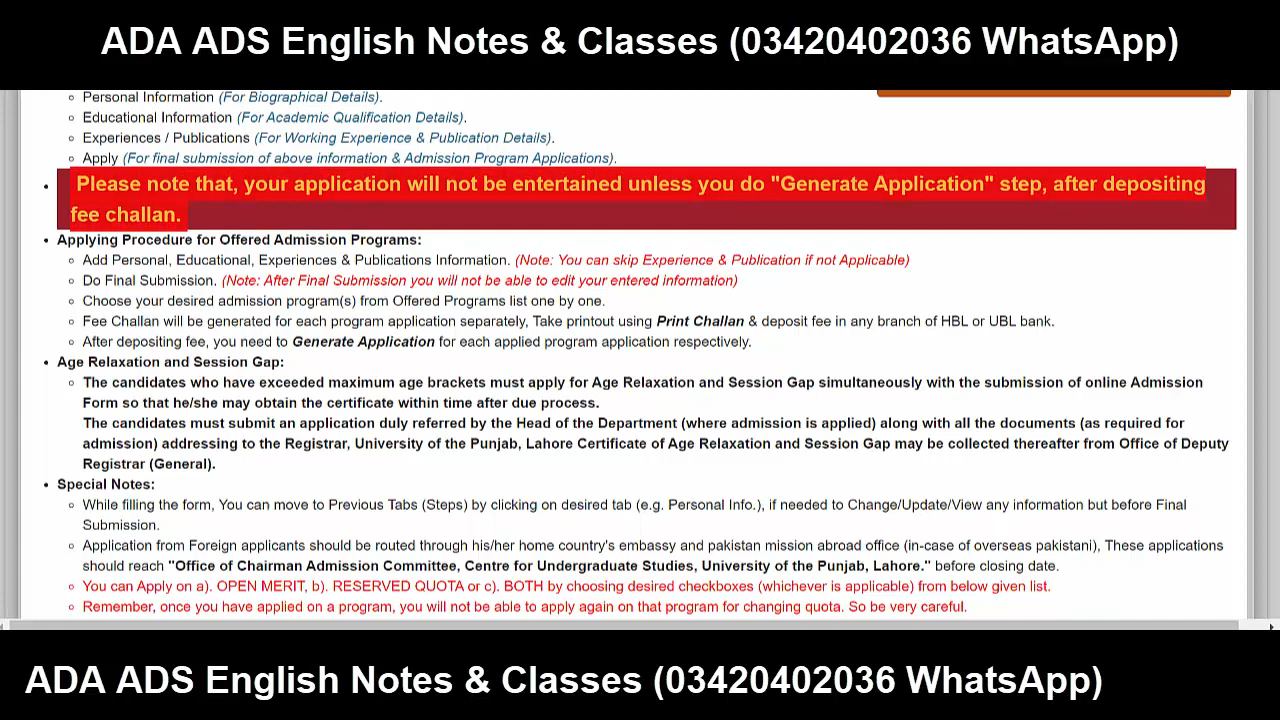 ADA ADS English Notes & Classes (03420402036 WhatsApp)
Personal Information (For Biographical Details).
Educational Information (For Academic Qualification Details).
Experiences / Publications (For Working Experience & Publication Details).
Apply (For final submission of above information & Admission Program Applications).
Please note that, your application will not be entertained unless you do "Generate Application" step, after depositing
fee challan.
Applying Procedure for Offered Admission Programs:
Add Personal, Educational, Experiences & Publications Information. (Note: You can skip Experience & Publication if not Applicable)
Do Final Submission. (Note: After Final Submission you will not be able to edit your entered information)
Choose your desired admission program(s) from Offered Programs list one by one.
Fee Challan will be generated for each program application separately, Take printout using Print Challan & deposit fee in any branch of HBL or UBL bank.
After depositing fee, you need to Generate Application for each applied program application respectively.
Age Relaxation and Session Gap:
The candidates who have exceeded maximum age brackets must apply for Age Relaxation and Session Gap simultaneously with the submission of online Admission
Form so that he/she may obtain the certificate within time after due process.
The candidates must submit an application duly referred by the Head of the Department (where admission is applied) along with all the documents (as required for
admission) addressing to the Registrar, University of the Punjab, Lahore Certificate of Age Relaxation and Session Gap may be collected thereafter from Office of Deputy
Registrar (General).
Special Notes:
While filling the form, You can move to Previous Tabs (Steps) by clicking on desired tab (e.g. Personal Info.), if needed to Change/Update/View any information but before Final
Submission.
Application from Foreign applicants should be routed through his/her home country's embassy and pakistan mission abroad office (in-case of overseas pakistani), These applications
should reach "Office of Chairman Admission Committee, Centre for Undergraduate Studies, University of the Punjab, Lahore." before closing date.
You can Apply on a). OPEN MERIT, b). RESERVED QUOTA or c). BOTH by choosing desired checkboxes (whichever is applicable) from below given list.
Remember, once you have applied on a program, you will not be able to apply again on that program for changing quota. So be very careful.
ADA ADS English Notes & Classes (03420402036 WhatsApp)